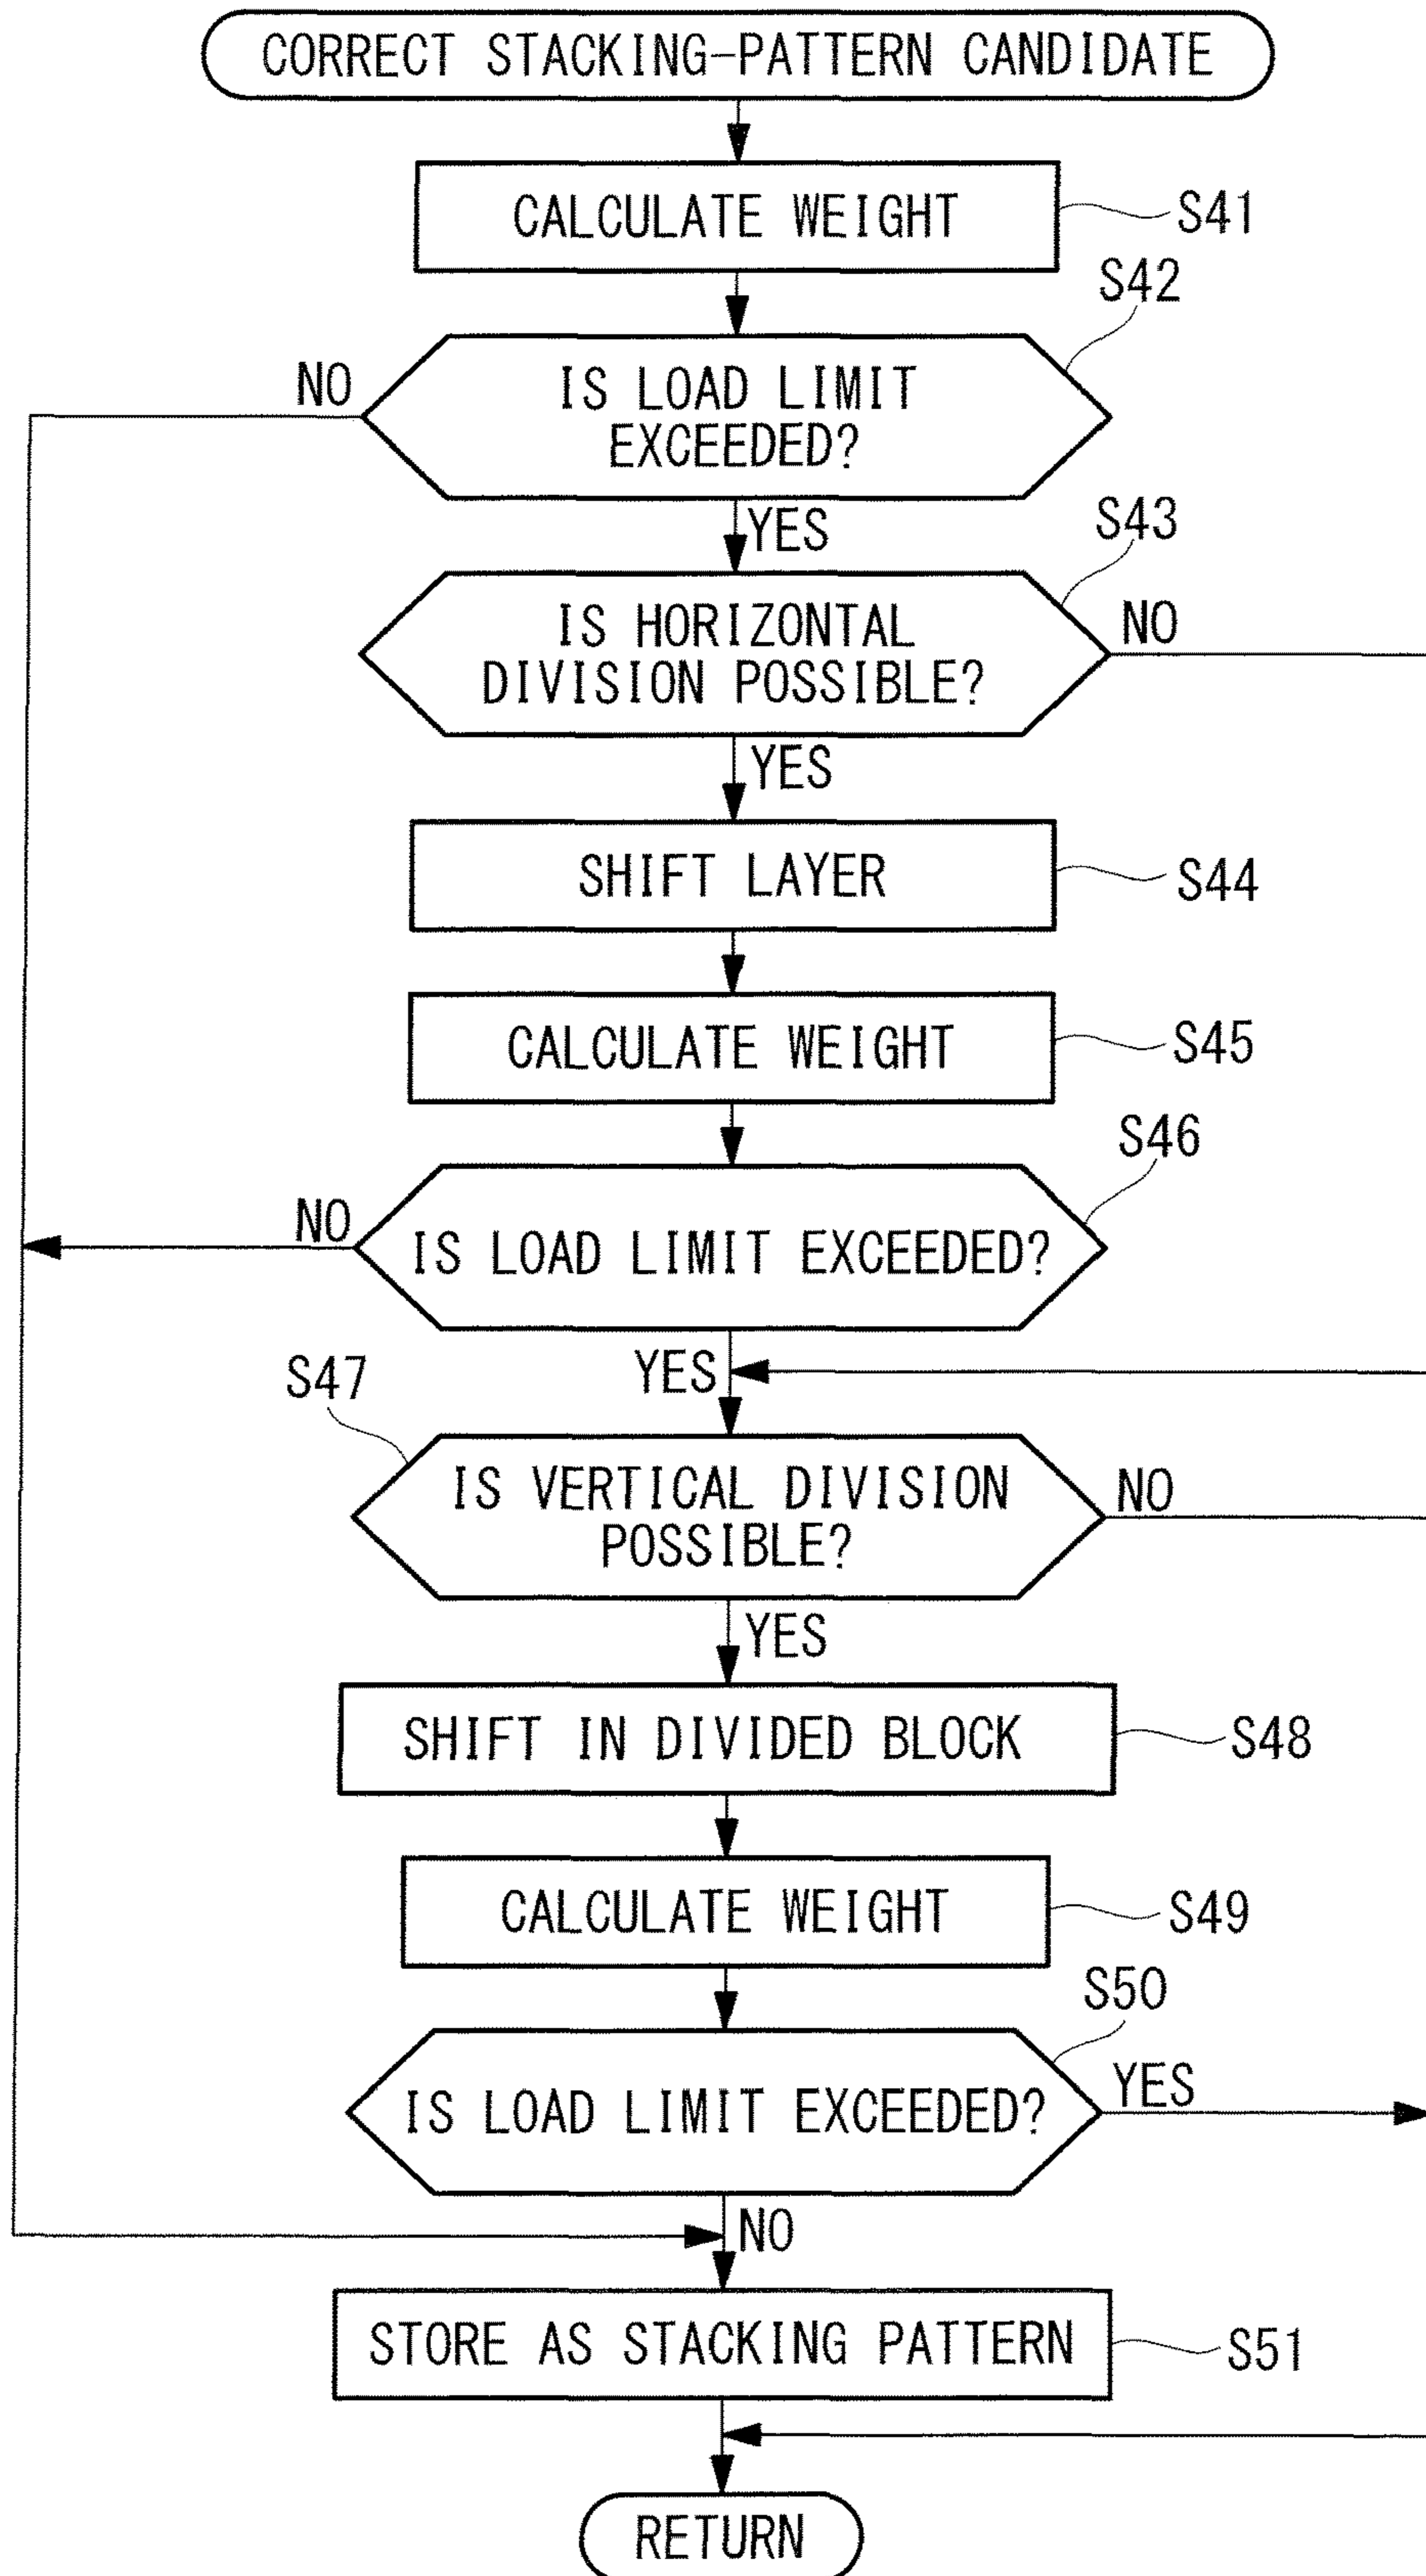 CORRECT STACKING-PATTERN CANDIDATE
CALCULATE WEIGHT
S41
S42
NO
IS LOAD LIMIT
EXCEEDED?
YES
S43
IS HORIZONTAL
DIVISION POSSIBLE?
NO
YES
SHIFT LAYER
S44
CALCULATE WEIGHT
S45
S46
NO
IS LOAD LIMIT EXCEEDED?
YES
S47
IS VERTICAL DIVISION
POSSIBLE?
NO
YES
SHIFT IN DIVIDED BLOCK
S48
CALCULATE WEIGHT
S49
S50
IS LOAD LIMIT EXCEEDED?
YES
NO
STORE AS STACKING PATTERN
S51
RETURN